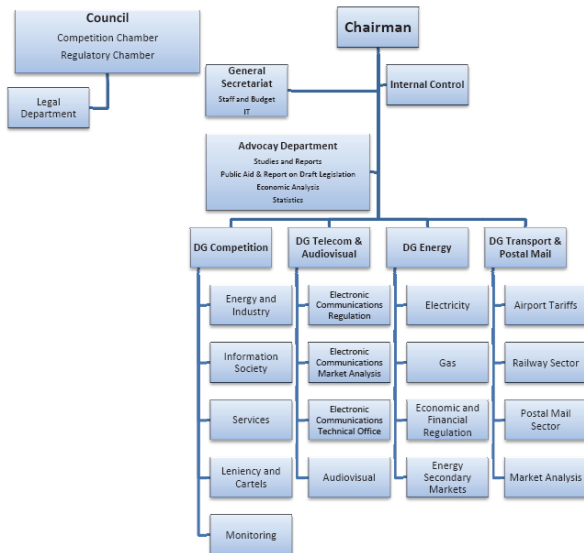 Council
Competition Chamber
Regulatory Chamber
Legal
Department
Chairman
General
Secretariat
Staff and Budget
IT
Internal Control
Advocay Department
Studies and Reports
Public Aid & Report on Draft Legislation
Economic Analysis
Statistics
DG Competition
DG Telecom &
Audiovisual
DG Energy
DG Transport &
Postal Mail
Energy and
Industry
Information
Society
Services
Leniency and
Cartels
Monitoring
Electronic
Communications
Regulation
Electronic
Communications
Market Analysis
Electronic
Communications
Technical Office
Audiovisual
Electricity
Gas
Economic and
Financial
Regulation
Energy
Secondary
Markets
Airport Tariffs
Railway Sector
Postal Mail
Sector
Market Analysis